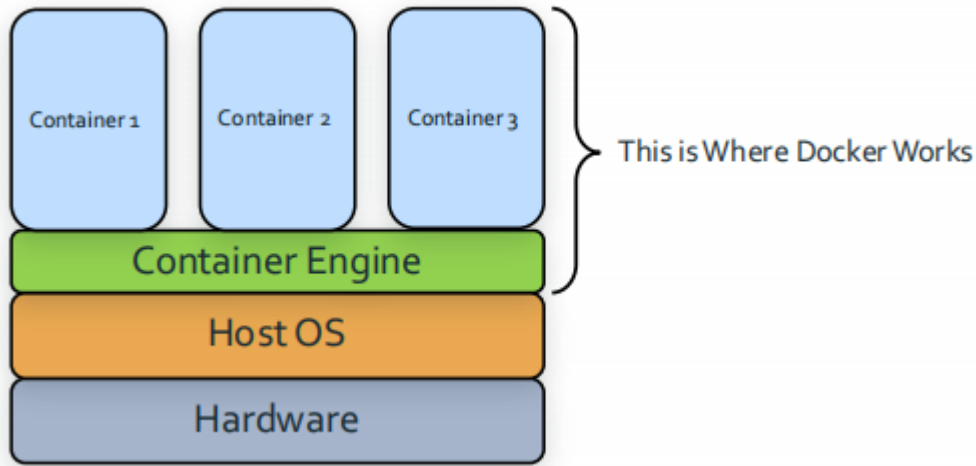 Container 1
Container 2
Container 3
This is Where Docker Works
Container Engine
Host OS
Hardware